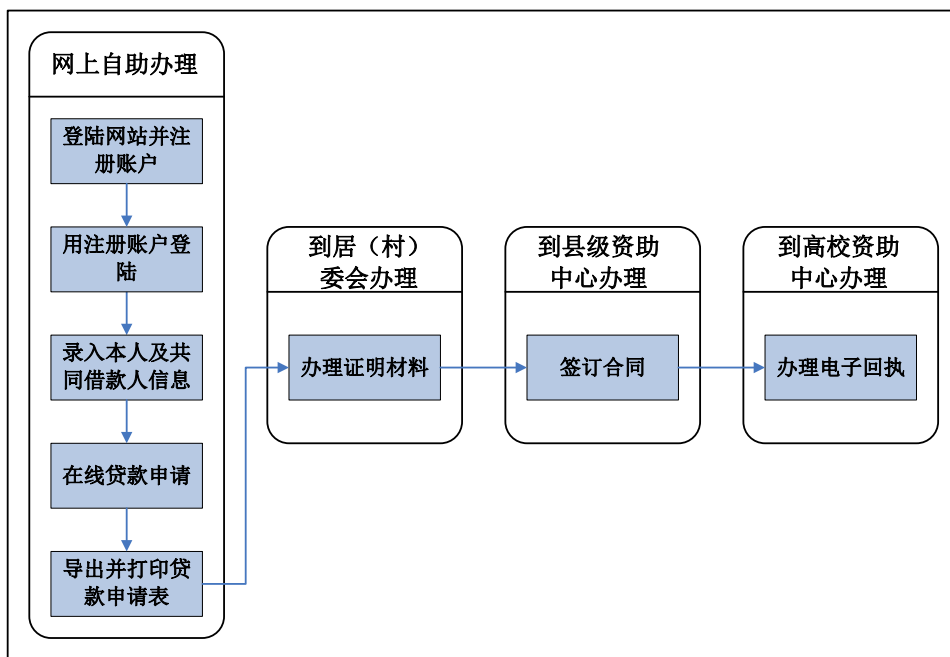 网上自助办理
登陆网站并注
册账户
用注册账户登
陆
录入本人及共
同借款人信息
在线贷款申请
导出并打印贷
款申请表
到居（村）
委会办理
办理证明材料
到县级资助
中心办理
签订合同
到高校资助
中心办理
办理电子回执